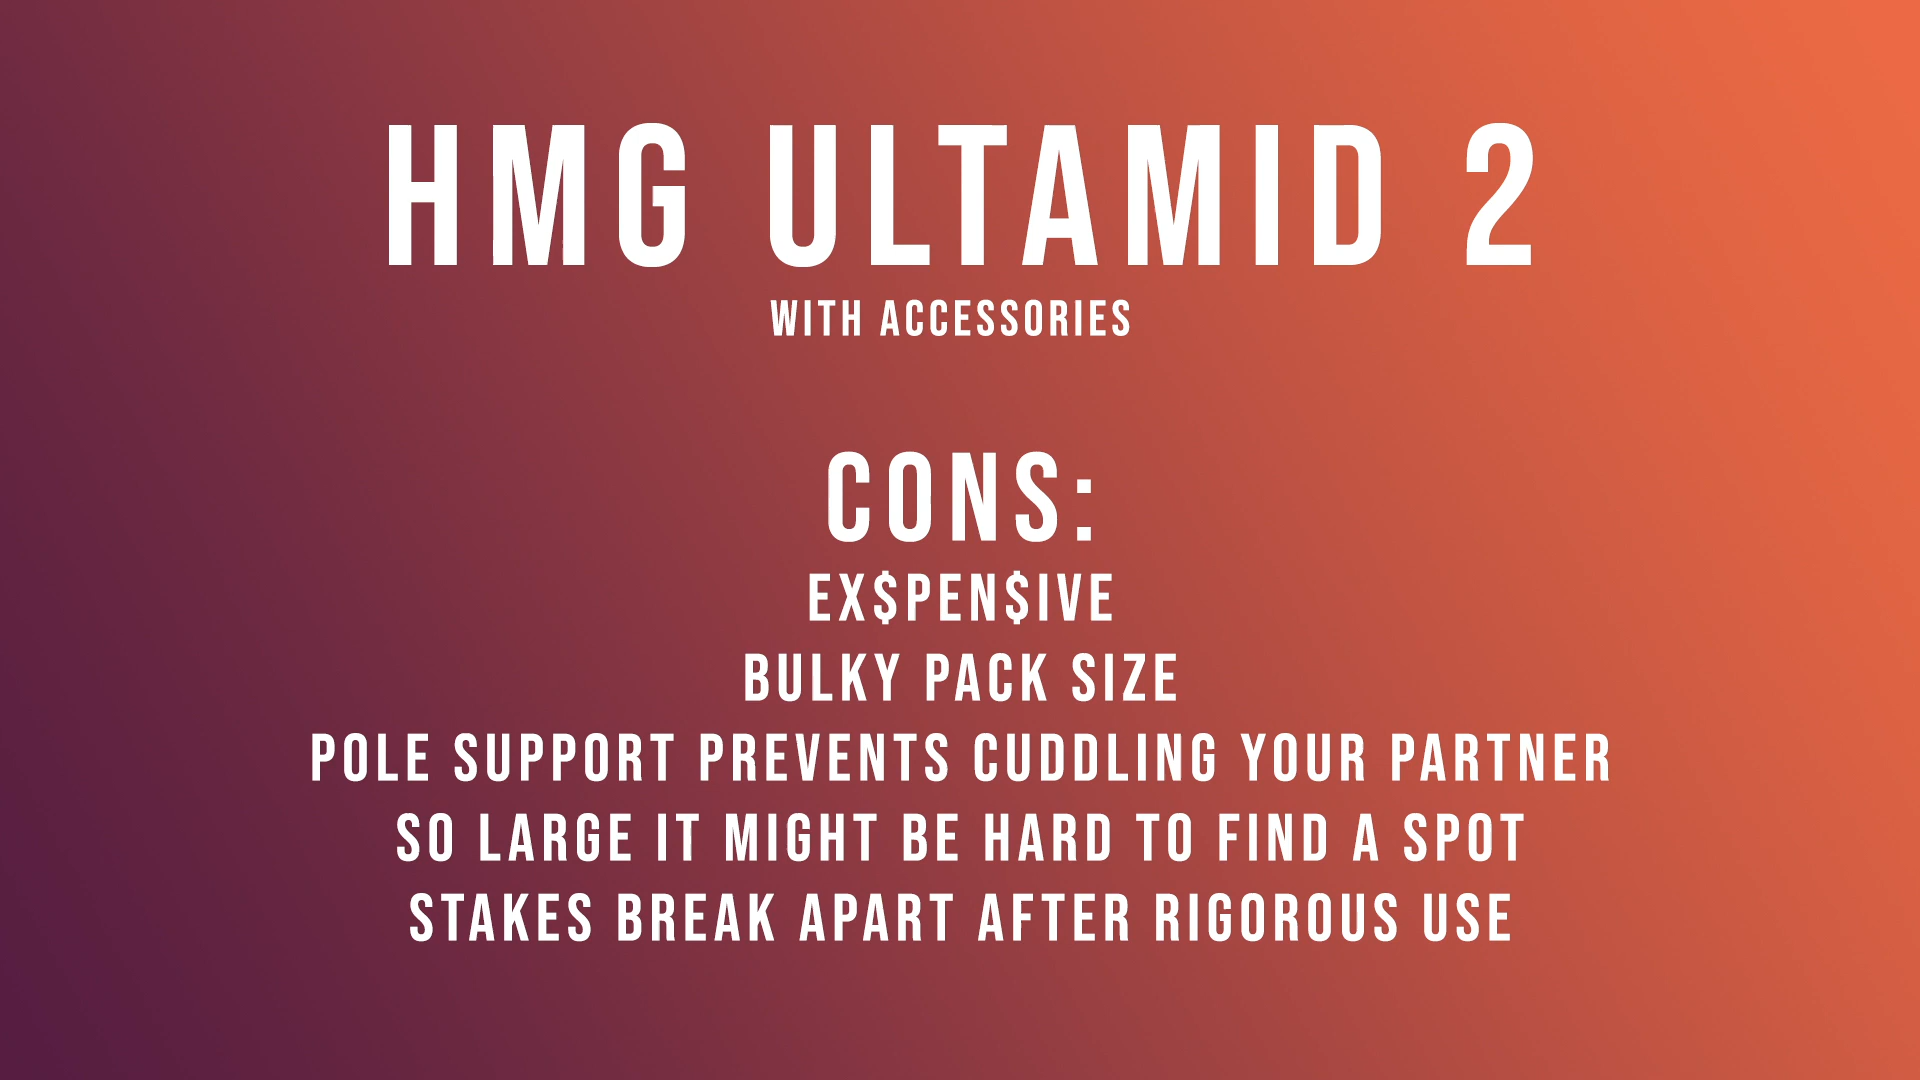 HMG ULTAMID 2
WITH ACCESSORIES
CONS:
EX$PEN$IVE
BULKY PACK SIZE
POLE SUPPORT PREVENTS CUDDLING YOUR PARTNER
SO LARGE IT MIGHT BE HARD TO FIND A SPOT
STAKES BREAK APART AFTER RIGOROUS USE